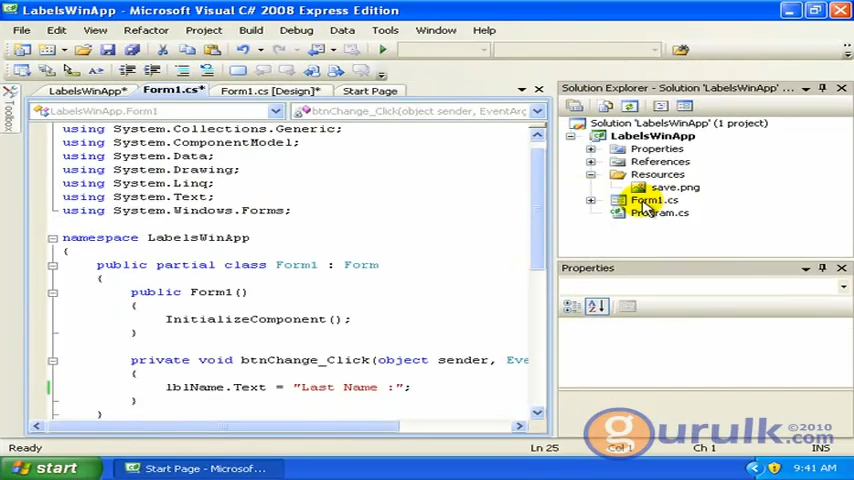 LabelsWinApp - Microsoft Visual C# 2008 Express Edition
File Edit View Refactor Project Build Debug Data Tools Window Help
LabelsWinApp* Form1.cs* Form1.cs [Design]* Start Page
LabelsWinApp.Form1 btnChange_Click(object sender, EventArg
Toolbox
using System.Collections.Generic;
using System.ComponentModel;
using System.Data;
using System.Drawing;
using System.Linq;
using System.Text;
using System.Windows.Forms;
namespace LabelsWinApp
{
public partial class Form1 : Form
{
public Form1()
{
InitializeComponent();
}
private void btnChange_Click(object sender, Eve
{
lblName.Text = "Last Name :";
}
}
Solution Explorer - Solution 'LabelsWinApp' ...
Solution 'LabelsWinApp' (1 project)
LabelsWinApp
Properties
References
Resources
save.png
Form1.cs
Program.cs
Properties
gurulk.com
©2010
Ready Ln 25 Ch 1 INS
start Start Page - Microsof... 9:41 AM